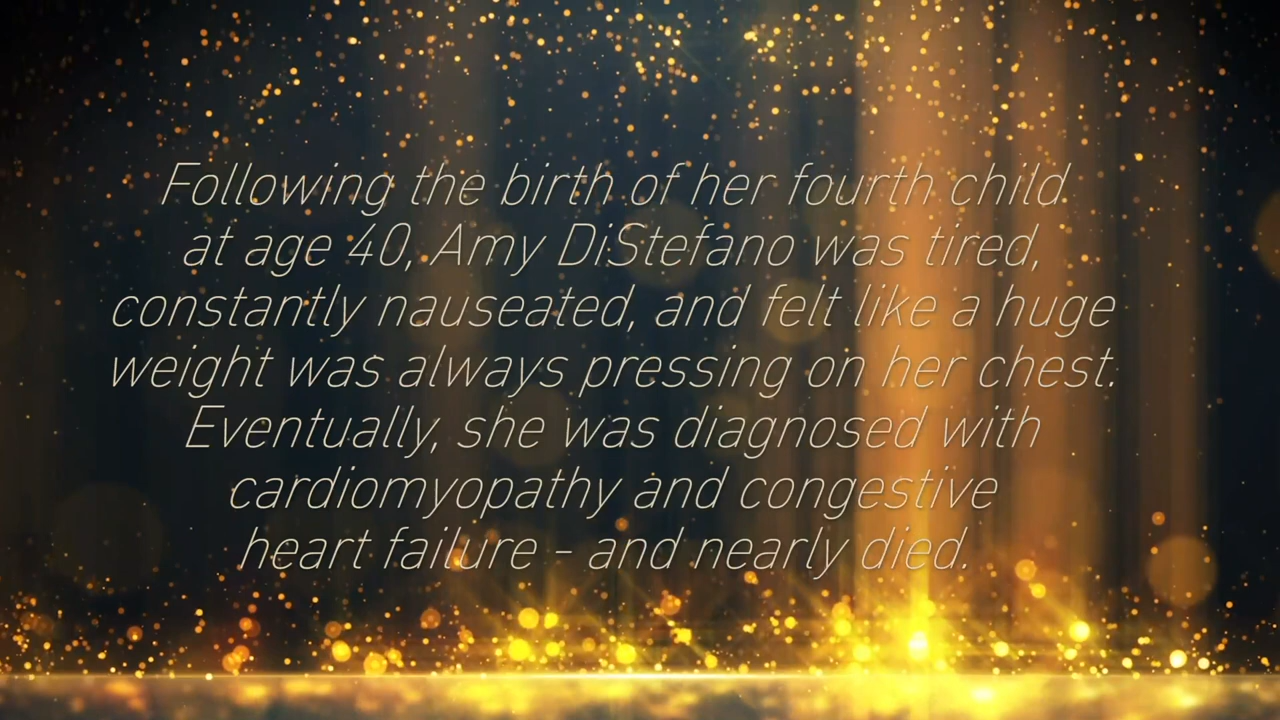 Following the birth of her fourth child
at age 40, Amy DiStefano was tired,
constantly nauseated, and felt like a huge
weight was always pressing on her chest.
Eventually, she was diagnosed with
cardiomyopathy and congestive
heart failure - and nearly died.